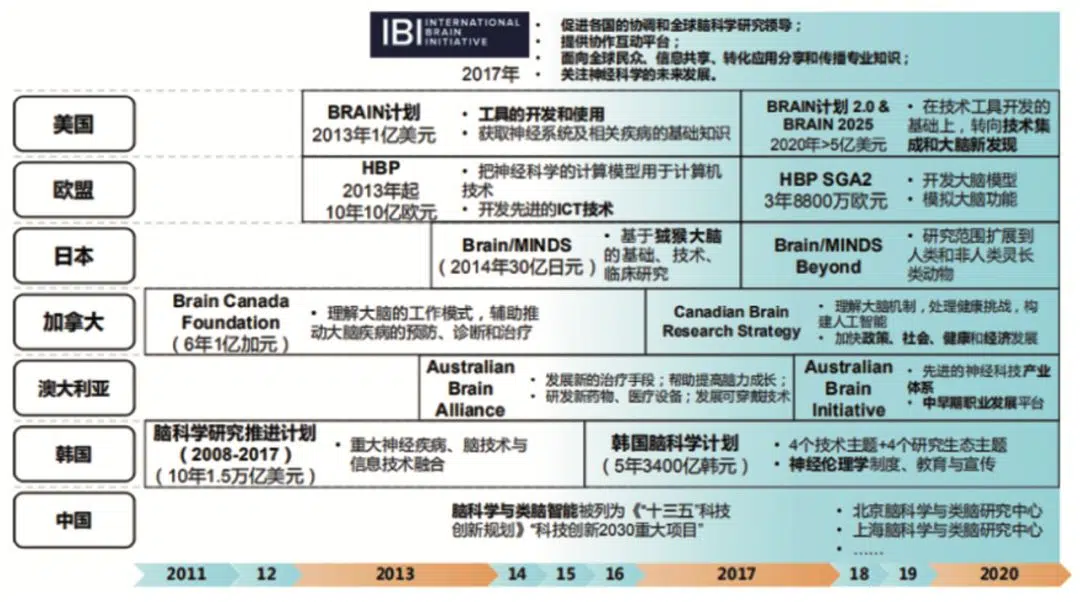 IBI INTERNATIONAL
BRAIN
INITIATIVE
2017年
• 促进各国的协调和全球脑科学研究领导；
• 提供协作互动平台；
• 面向全球民众、信息共享、转化应用分享和传播专业知识；
• 关注神经科学的未来发展。
美国
BRAIN计划
2013年1亿美元
• 工具的开发和使用
• 获取神经系统及相关疾病的基础知识
BRAIN计划 2.0 &
BRAIN 2025
2020年>5亿美元
• 在技术工具开发的
基础上，转向技术集
成和大脑新发现
欧盟
HBP
2013年起
10年10亿欧元
• 把神经科学的计算模型用于计算机
技术
• 开发先进的ICT技术
HBP SGA2
3年8800万欧元
• 开发大脑模型
• 模拟大脑功能
日本
Brain/MINDS
（2014年30亿日元）
• 基于狨猴大脑
的基础、技术、
临床研究
Brain/MINDS
Beyond
• 研究范围扩展到
人类和非人类灵长
类动物
加拿大
Brain Canada
Foundation
（6年1亿加元）
• 理解大脑的工作模式，辅助推
动大脑疾病的预防、诊断和治疗
Canadian Brain
Research Strategy
• 理解大脑机制，处理健康挑战，构
建人工智能
• 加快政策、社会、健康和经济发展
澳大利亚
Australian
Brain
Alliance
• 发展新的治疗手段；帮助提高脑力成长；
• 研发新药物、医疗设备；发展可穿戴技术
Australian
Brain
Initiative
• 先进的神经科技产业
体系
• 中早期职业发展平台
韩国
脑科学研究推进计划
（2008-2017）
（10年1.5万亿美元）
• 重大神经疾病、脑技术与
信息技术融合
韩国脑科学计划
（5年3400亿韩元）
• 4个技术主题+4个研究生态主题
• 神经伦理学制度、教育与宣传
中国
脑科学与类脑智能被列为《“十三五”科技
创新规划》“科技创新2030重大项目”
• 北京脑科学与类脑研究中心
• 上海脑科学与类脑研究中心
• ……
2011 12 2013 14 15 16 2017 18 19 2020